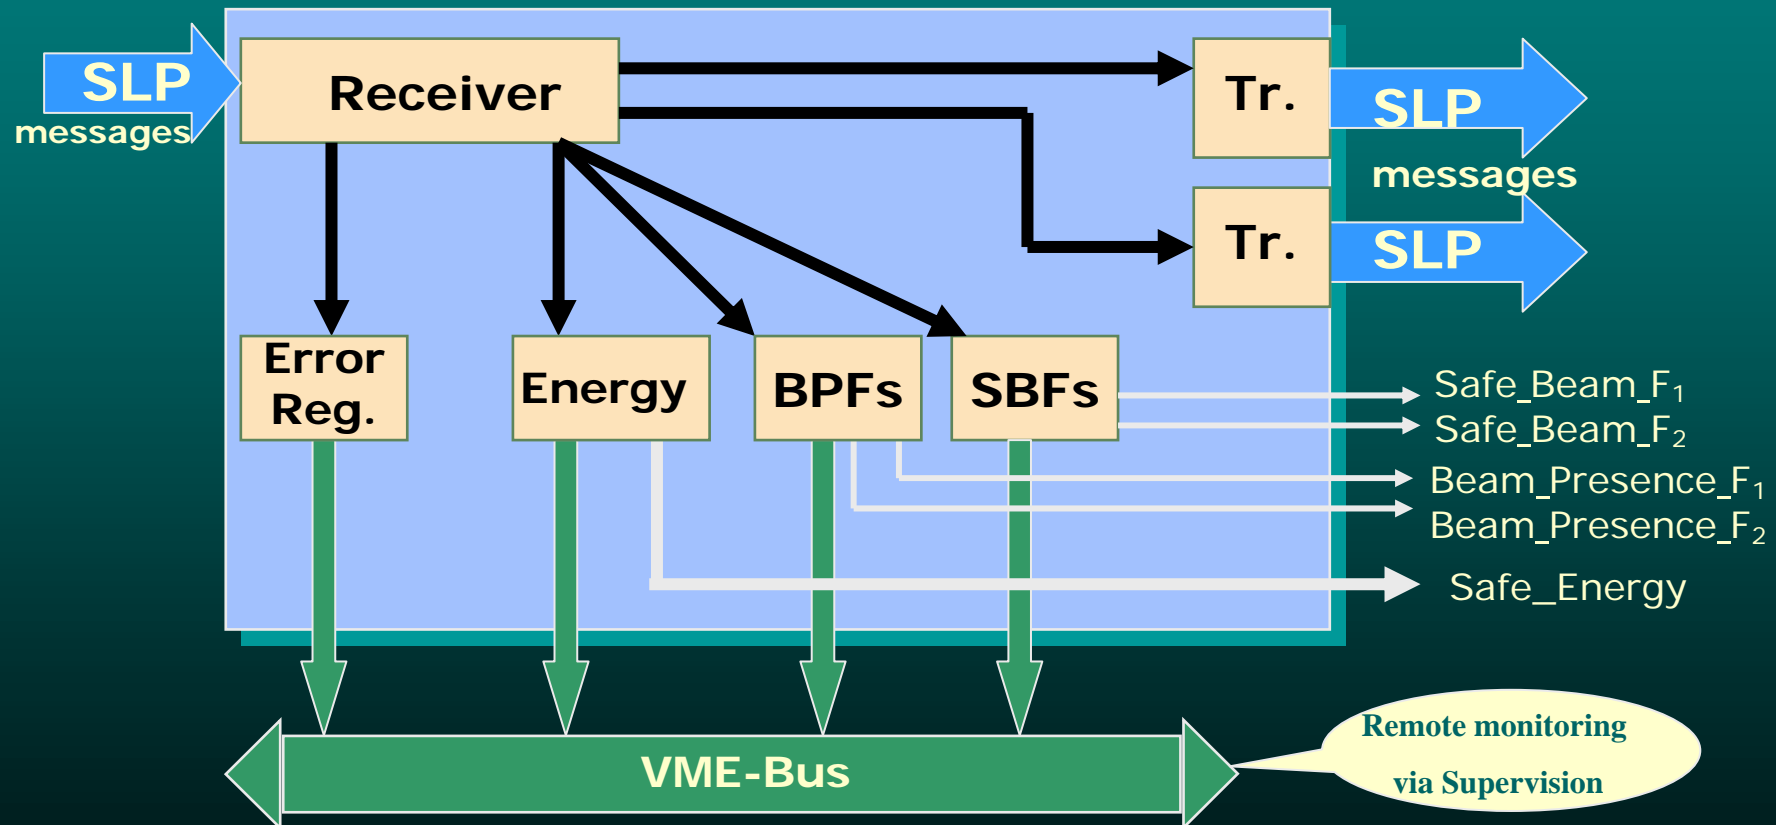 SLP
messages
Receiver
Tr.
SLP
messages
Tr.
SLP
Error
Reg.
Energy
BPFs
SBFs
Safe_Beam_F₁
Safe_Beam_F₂
Beam_Presence_F₁
Beam_Presence_F₂
Safe_Energy
VME-Bus
Remote monitoring
via Supervision